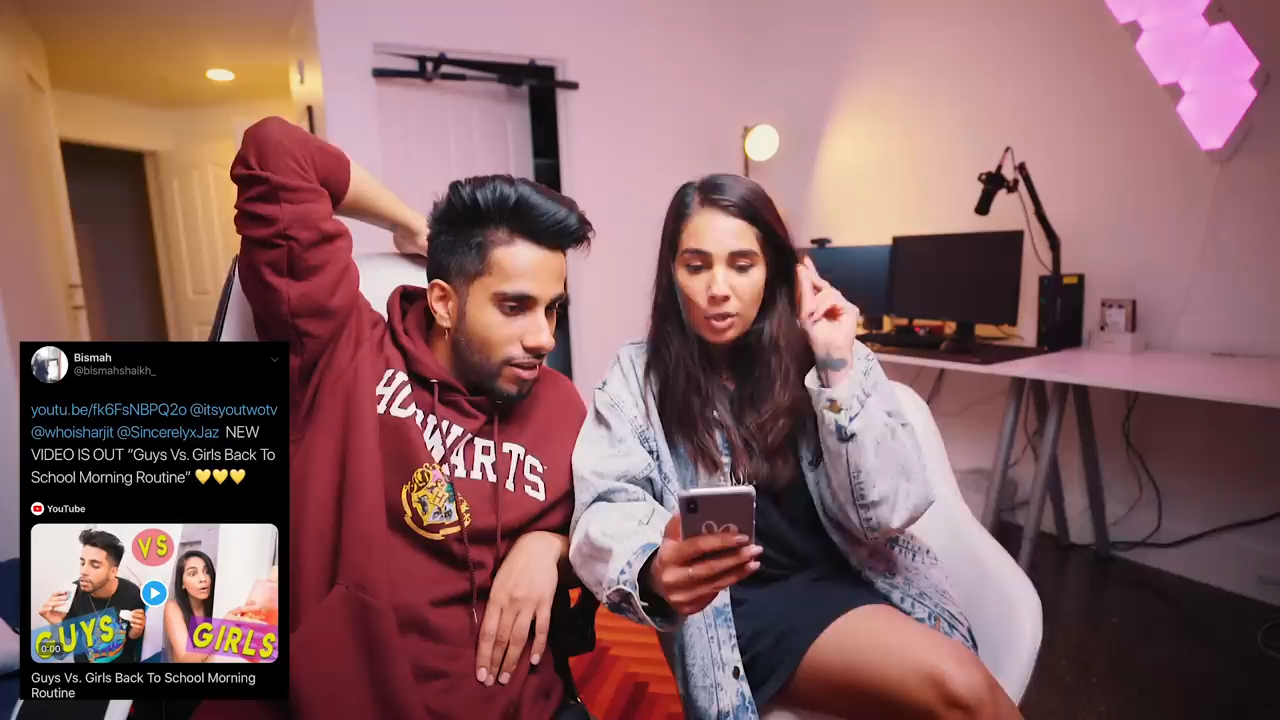 HOGWARTS
Bismah
@bismahshaikh_
youtu.be/fk6FsNBPQ2o @itsyoutwotv
@whoisharjit @SincerelyxJaz NEW
VIDEO IS OUT “Guys Vs. Girls Back To
School Morning Routine” 💛💛💛
YouTube
VS
GUYS
GIRLS
0:00
Guys Vs. Girls Back To School Morning
Routine